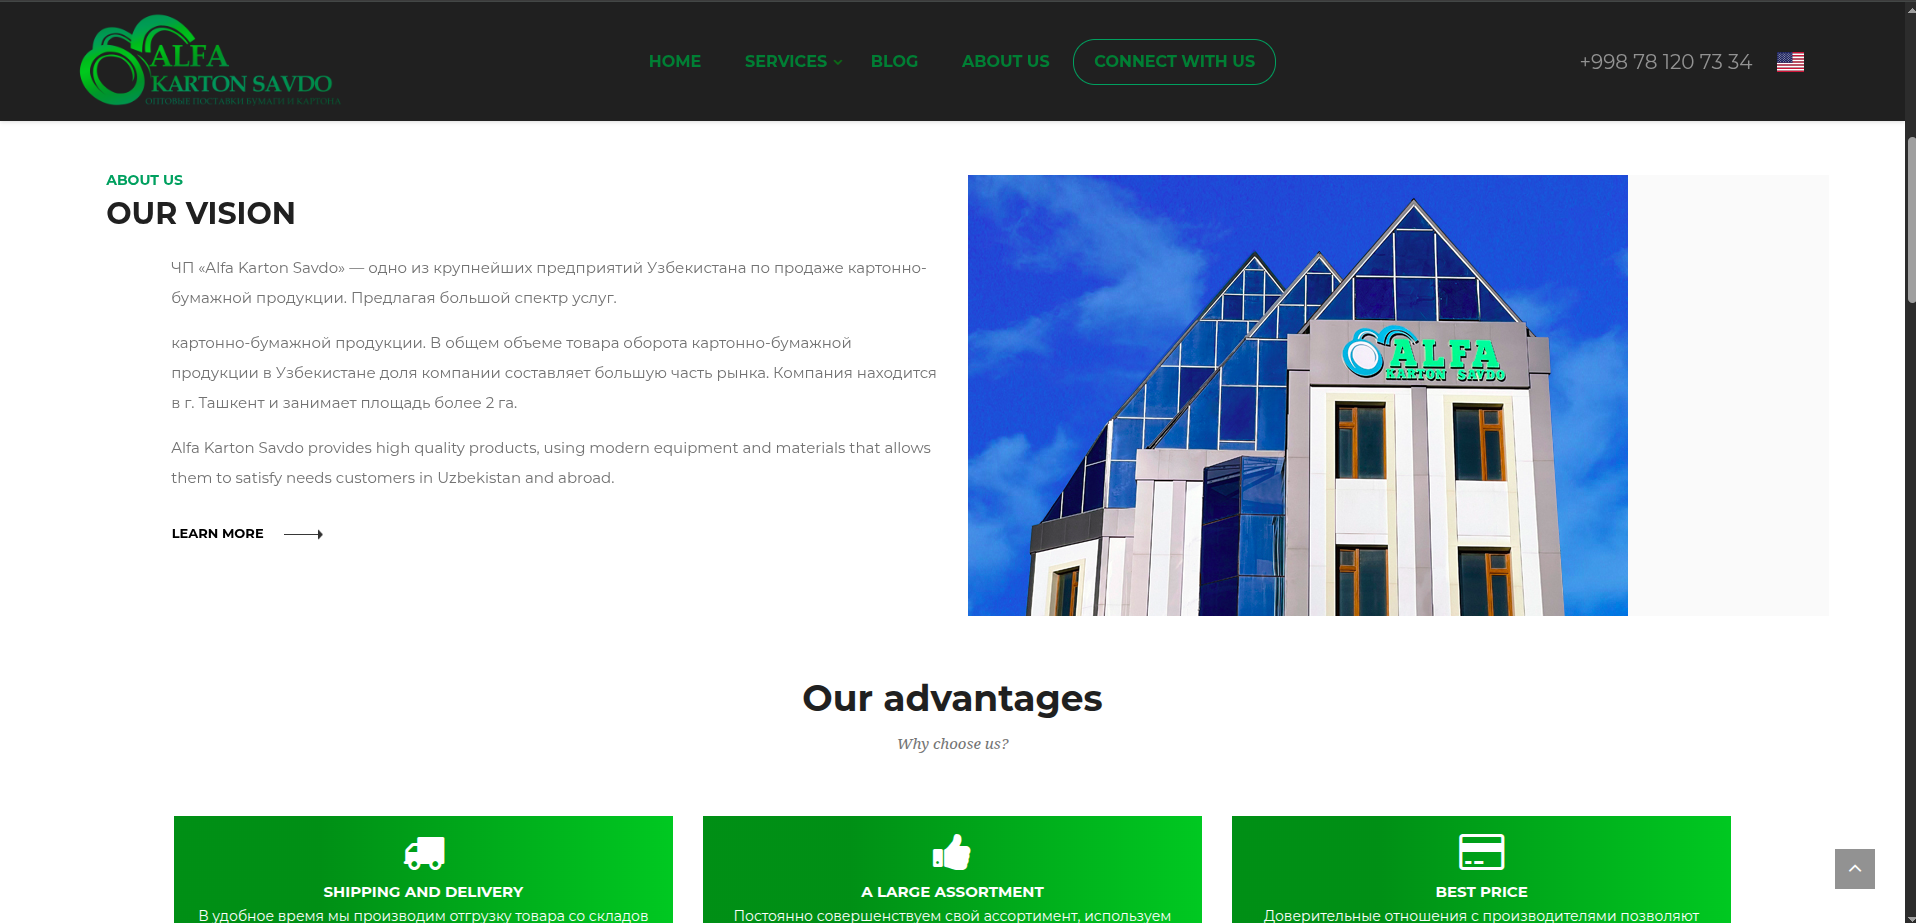 ALFA
KARTON SAVDO
ОПТОВЫЕ ПОСТАВКИ БУМАГИ И КАРТОНА
HOME SERVICES BLOG ABOUT US CONNECT WITH US
+998 78 120 73 34
ABOUT US
OUR VISION
ЧП «Alfa Karton Savdo» — одно из крупнейших предприятий Узбекистана по продаже картонно-
бумажной продукции. Предлагая большой спектр услуг.
картонно-бумажной продукции. В общем объеме товара оборота картонно-бумажной
продукции в Узбекистане доля компании составляет большую часть рынка. Компания находится
в г. Ташкент и занимает площадь более 2 га.
Alfa Karton Savdo provides high quality products, using modern equipment and materials that allows
them to satisfy needs customers in Uzbekistan and abroad.
LEARN MORE
ALFA
KARTON SAVDO
Our advantages
Why choose us?
SHIPPING AND DELIVERY
В удобное время мы производим отгрузку товара со складов
A LARGE ASSORTMENT
Постоянно совершенствуем свой ассортимент, используем
BEST PRICE
Доверительные отношения с производителями позволяют